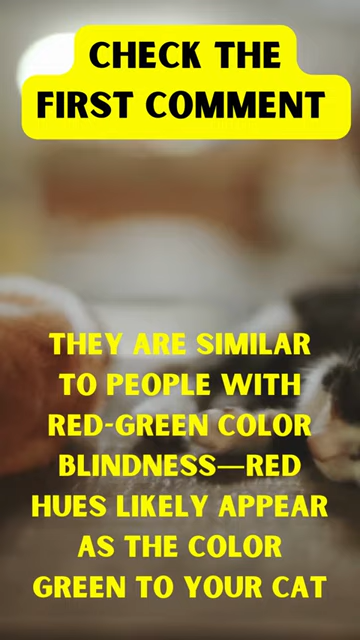 CHECK THE
FIRST COMMENT
THEY ARE SIMILAR
TO PEOPLE WITH
RED-GREEN COLOR
BLINDNESS—RED
HUES LIKELY APPEAR
AS THE COLOR
GREEN TO YOUR CAT